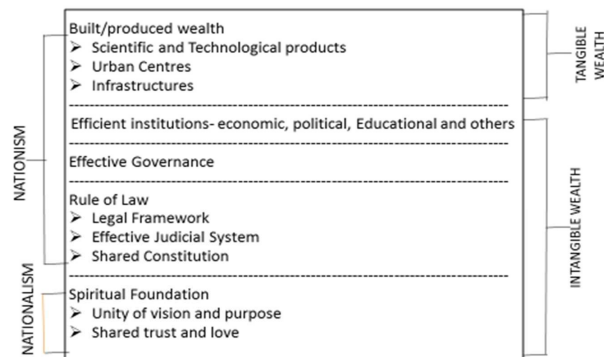 Built/produced wealth
➢ Scientific and Technological products
➢ Urban Centres
➢ Infrastructures
Efficient institutions- economic, political, Educational and others
Effective Governance
Rule of Law
➢ Legal Framework
➢ Effective Judicial System
➢ Shared Constitution
Spiritual Foundation
➢ Unity of vision and purpose
➢ Shared trust and love
NATIONISM
NATIONALISM
TANGIBLE
WEALTH
INTANGIBLE WEALTH